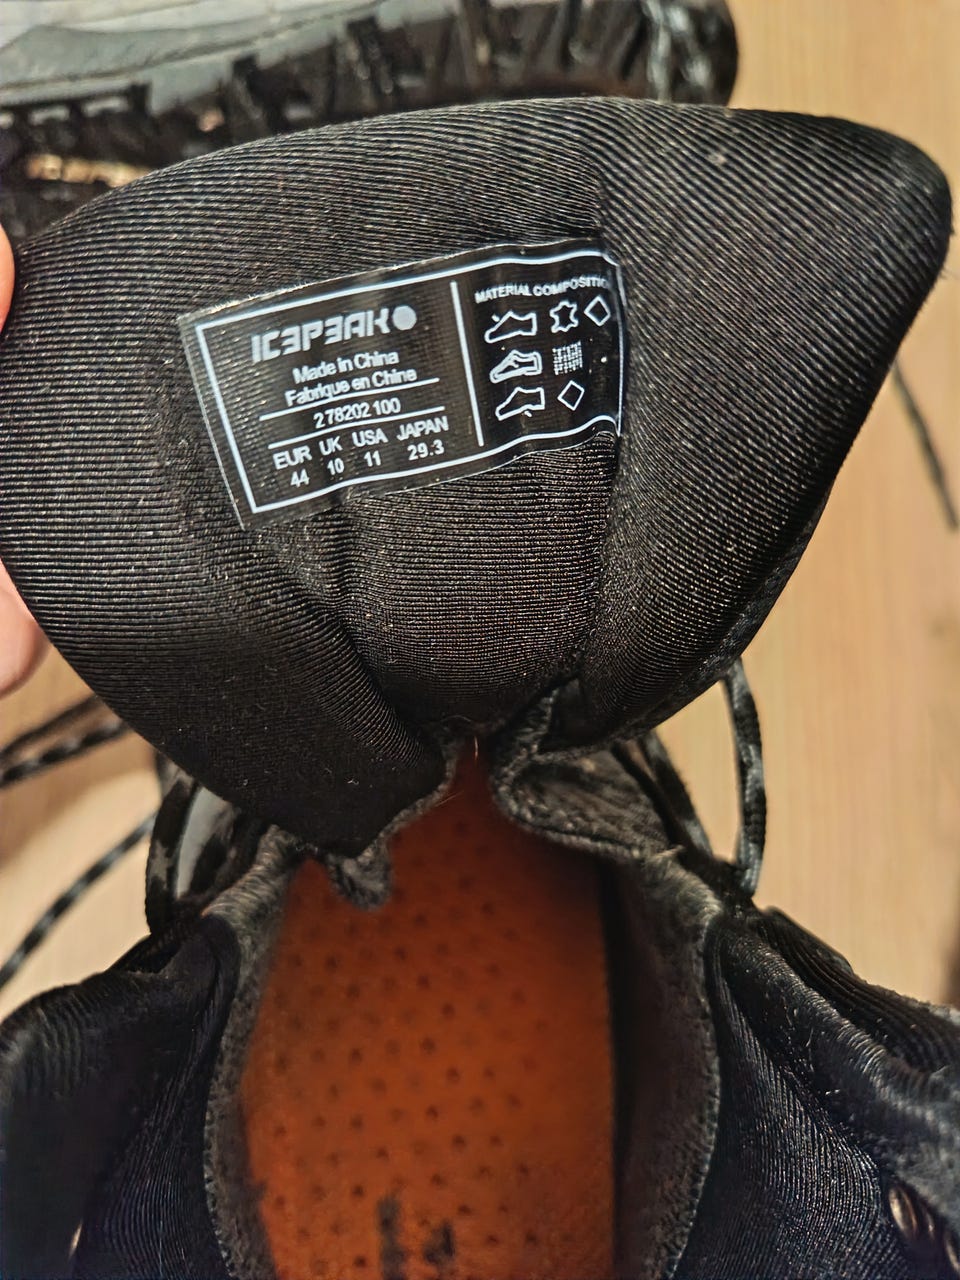 ICEPEAK
Made in China
Fabriqué en Chine
278202 100
EUR UK USA JAPAN
44 10 11 29.3
MATERIAL COMPOSITIO